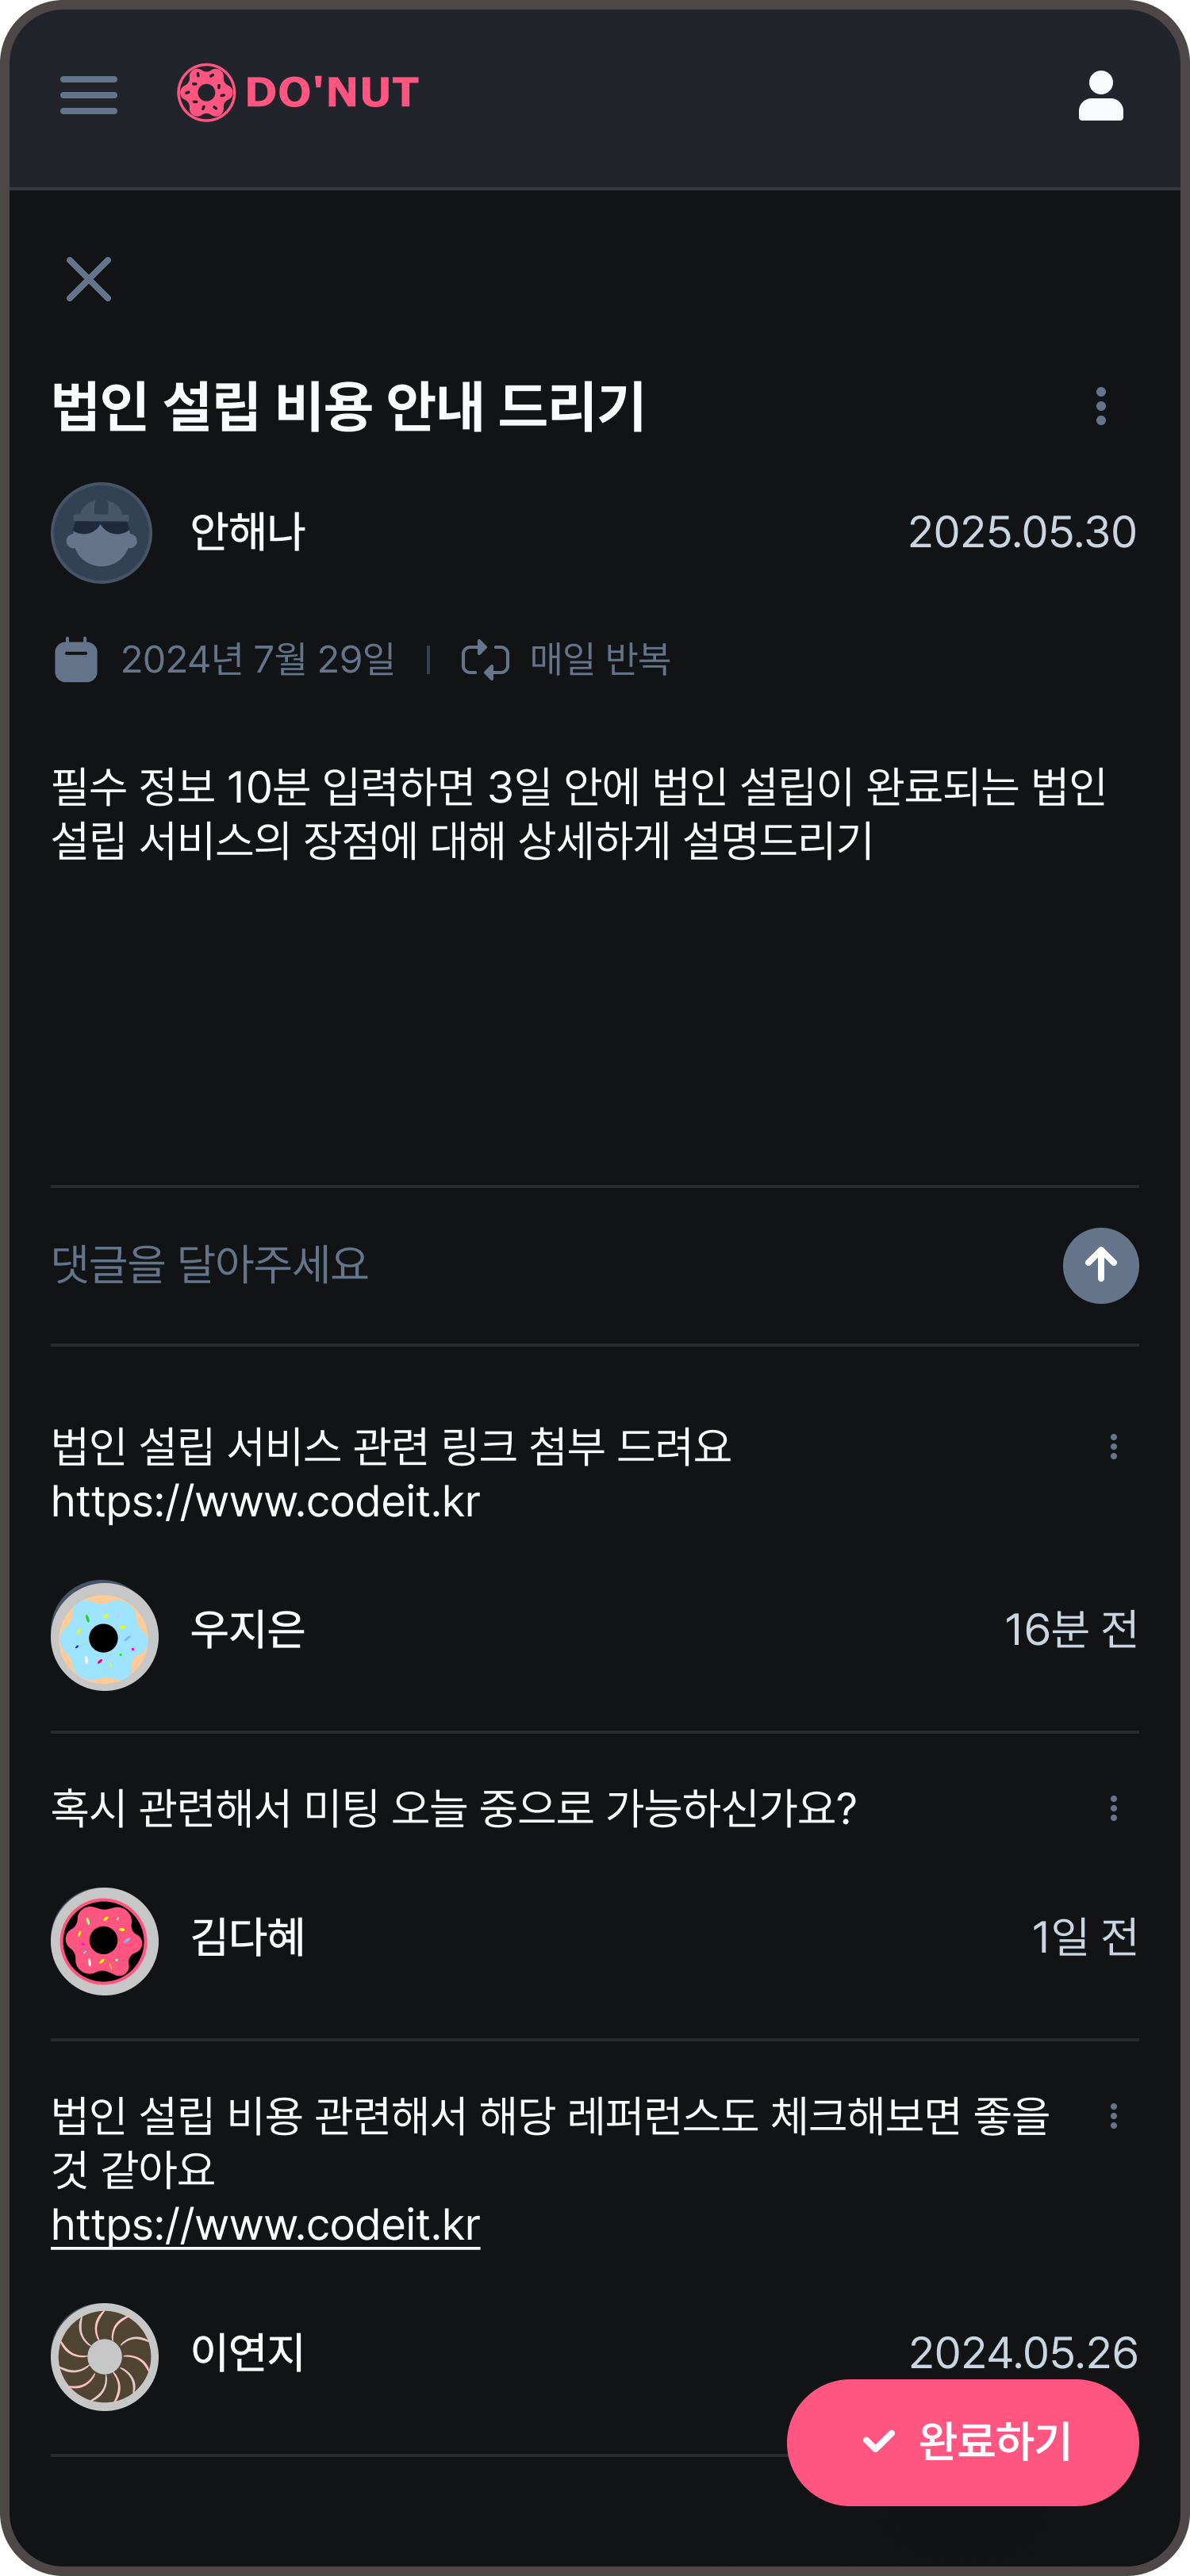 DO'NUT
법인 설립 비용 안내 드리기
안해나
2025.05.30
2024년 7월 29일 | 매일 반복
필수 정보 10분 입력하면 3일 안에 법인 설립이 완료되는 법인
설립 서비스의 장점에 대해 상세하게 설명드리기
댓글을 달아주세요
법인 설립 서비스 관련 링크 첨부 드려요
https://www.codeit.kr
우지은
16분 전
혹시 관련해서 미팅 오늘 중으로 가능하신가요?
김다혜
1일 전
법인 설립 비용 관련해서 해당 레퍼런스도 체크해보면 좋을
것 같아요
https://www.codeit.kr
이연지
2024.05.26
완료하기